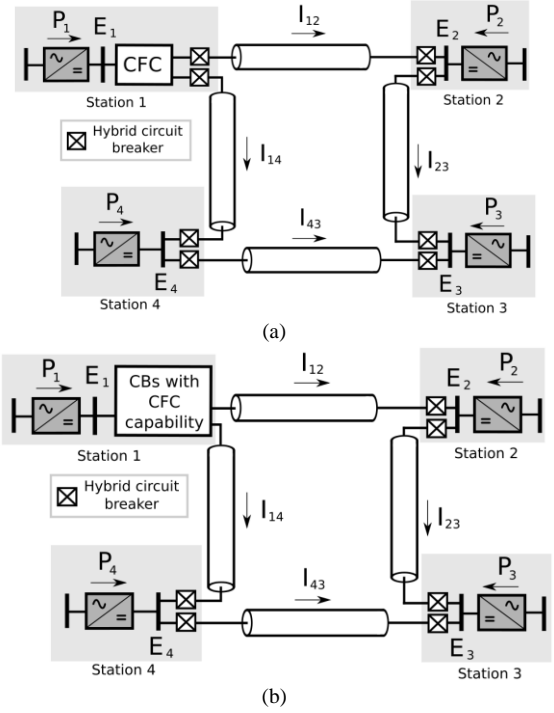 P1 E1 I12 E2 P2
CFC
Station 1
Station 2
Hybrid circuit
breaker
I14
I23
P4
I43
P3
E4
E3
Station 4
Station 3
(a)
P1 E1 I12 E2 P2
CBs with
CFC
capability
Station 1
Station 2
Hybrid circuit
breaker
I14
I23
P4
I43
P3
E4
E3
Station 4
Station 3
(b)